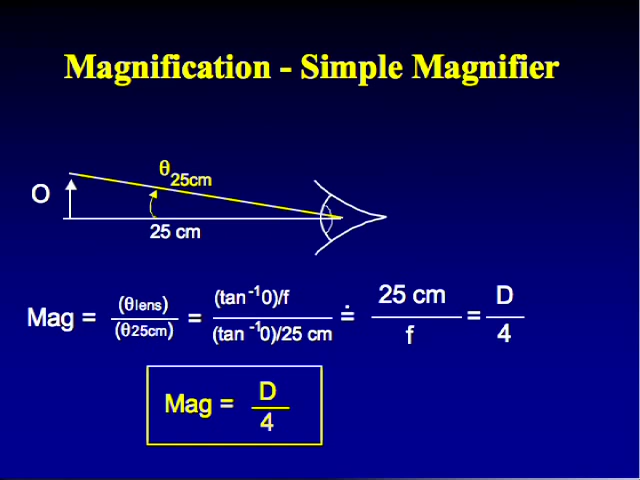 Magnification - Simple Magnifier
θ25cm
O
25 cm
Mag = (θlens)/(θ25cm) = (tan⁻¹0)/f / (tan⁻¹0)/25 cm ≐ 25 cm / f = D/4
Mag = D/4